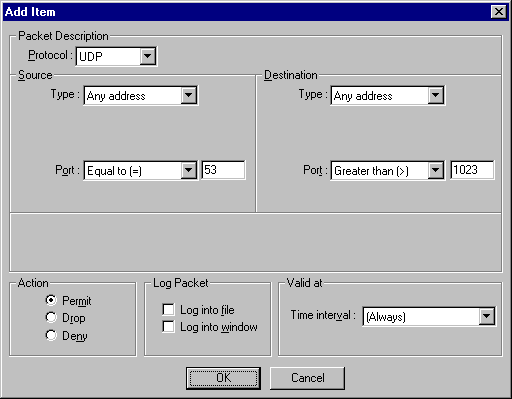 Add Item
Packet Description
Protocol : UDP
Source
Destination
Type : Any address
Type : Any address
Port : Equal to (=) 53
Port : Greater than (>) 1023
Action
Permit
Drop
Deny
Log Packet
Log into file
Log into window
Valid at
Time interval : (Always)
OK
Cancel